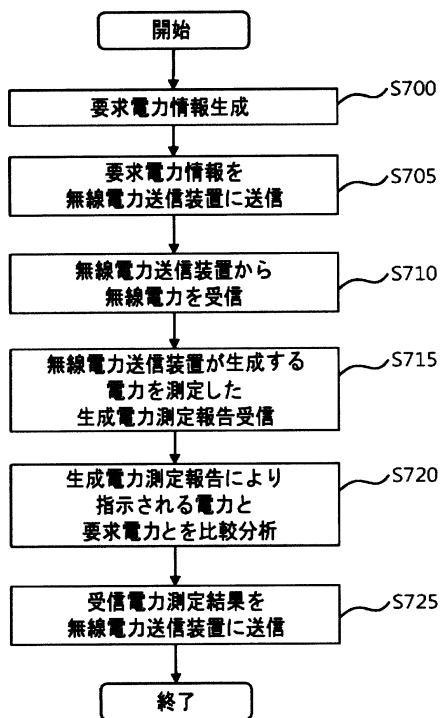 開始
要求電力情報生成
S700
要求電力情報を
無線電力送信装置に送信
S705
無線電力送信装置から
無線電力を受信
S710
無線電力送信装置が生成する
電力を測定した
生成電力測定報告受信
S715
生成電力測定報告により
指示される電力と
要求電力とを比較分析
S720
受信電力測定結果を
無線電力送信装置に送信
S725
終了